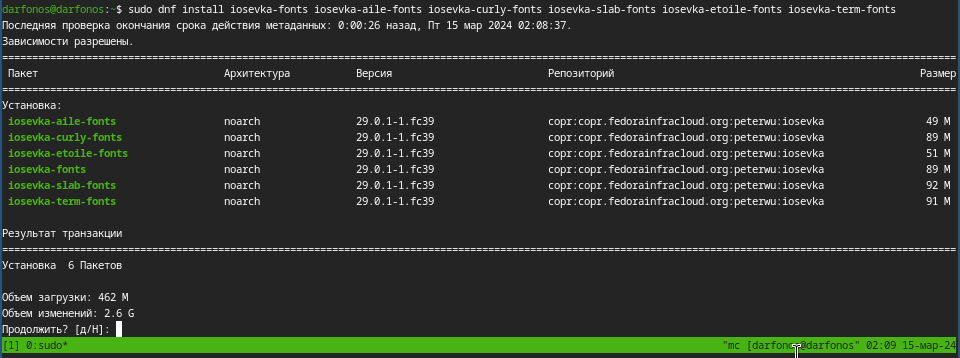 darfonos@darfonos:~$ sudo dnf install iosevka-fonts iosevka-aile-fonts iosevka-curly-fonts iosevka-slab-fonts iosevka-etoile-fonts iosevka-term-fonts
Последняя проверка окончания срока действия метаданных: 0:00:26 назад, Пт 15 мар 2024 02:08:37.
Зависимости разрешены.
Пакет Архитектура Версия Репозиторий Размер
Установка:
iosevka-aile-fonts noarch 29.0.1-1.fc39 copr:copr.fedorainfracloud.org:peterwu:iosevka 49 M
iosevka-curly-fonts noarch 29.0.1-1.fc39 copr:copr.fedorainfracloud.org:peterwu:iosevka 89 M
iosevka-etoile-fonts noarch 29.0.1-1.fc39 copr:copr.fedorainfracloud.org:peterwu:iosevka 51 M
iosevka-fonts noarch 29.0.1-1.fc39 copr:copr.fedorainfracloud.org:peterwu:iosevka 89 M
iosevka-slab-fonts noarch 29.0.1-1.fc39 copr:copr.fedorainfracloud.org:peterwu:iosevka 92 M
iosevka-term-fonts noarch 29.0.1-1.fc39 copr:copr.fedorainfracloud.org:peterwu:iosevka 91 M
Результат транзакции
Установка 6 Пакетов
Объем загрузки: 462 M
Объем изменений: 2.6 G
Продолжить? [д/Н]:
[1] 0:sudo* "mc [darfonos@darfonos" 02:09 15-мар-24